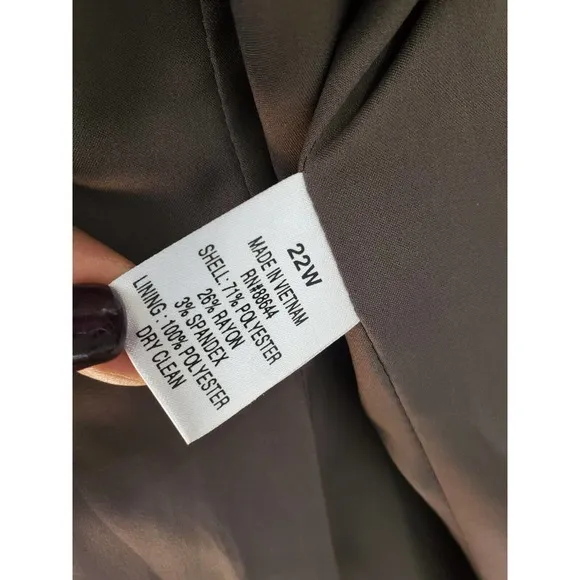 22W
MADE IN VIETNAM
RN#88644
SHELL: 71% POLYESTER
26% RAYON
3% SPANDEX
LINING : 100% POLYESTER
DRY CLEAN